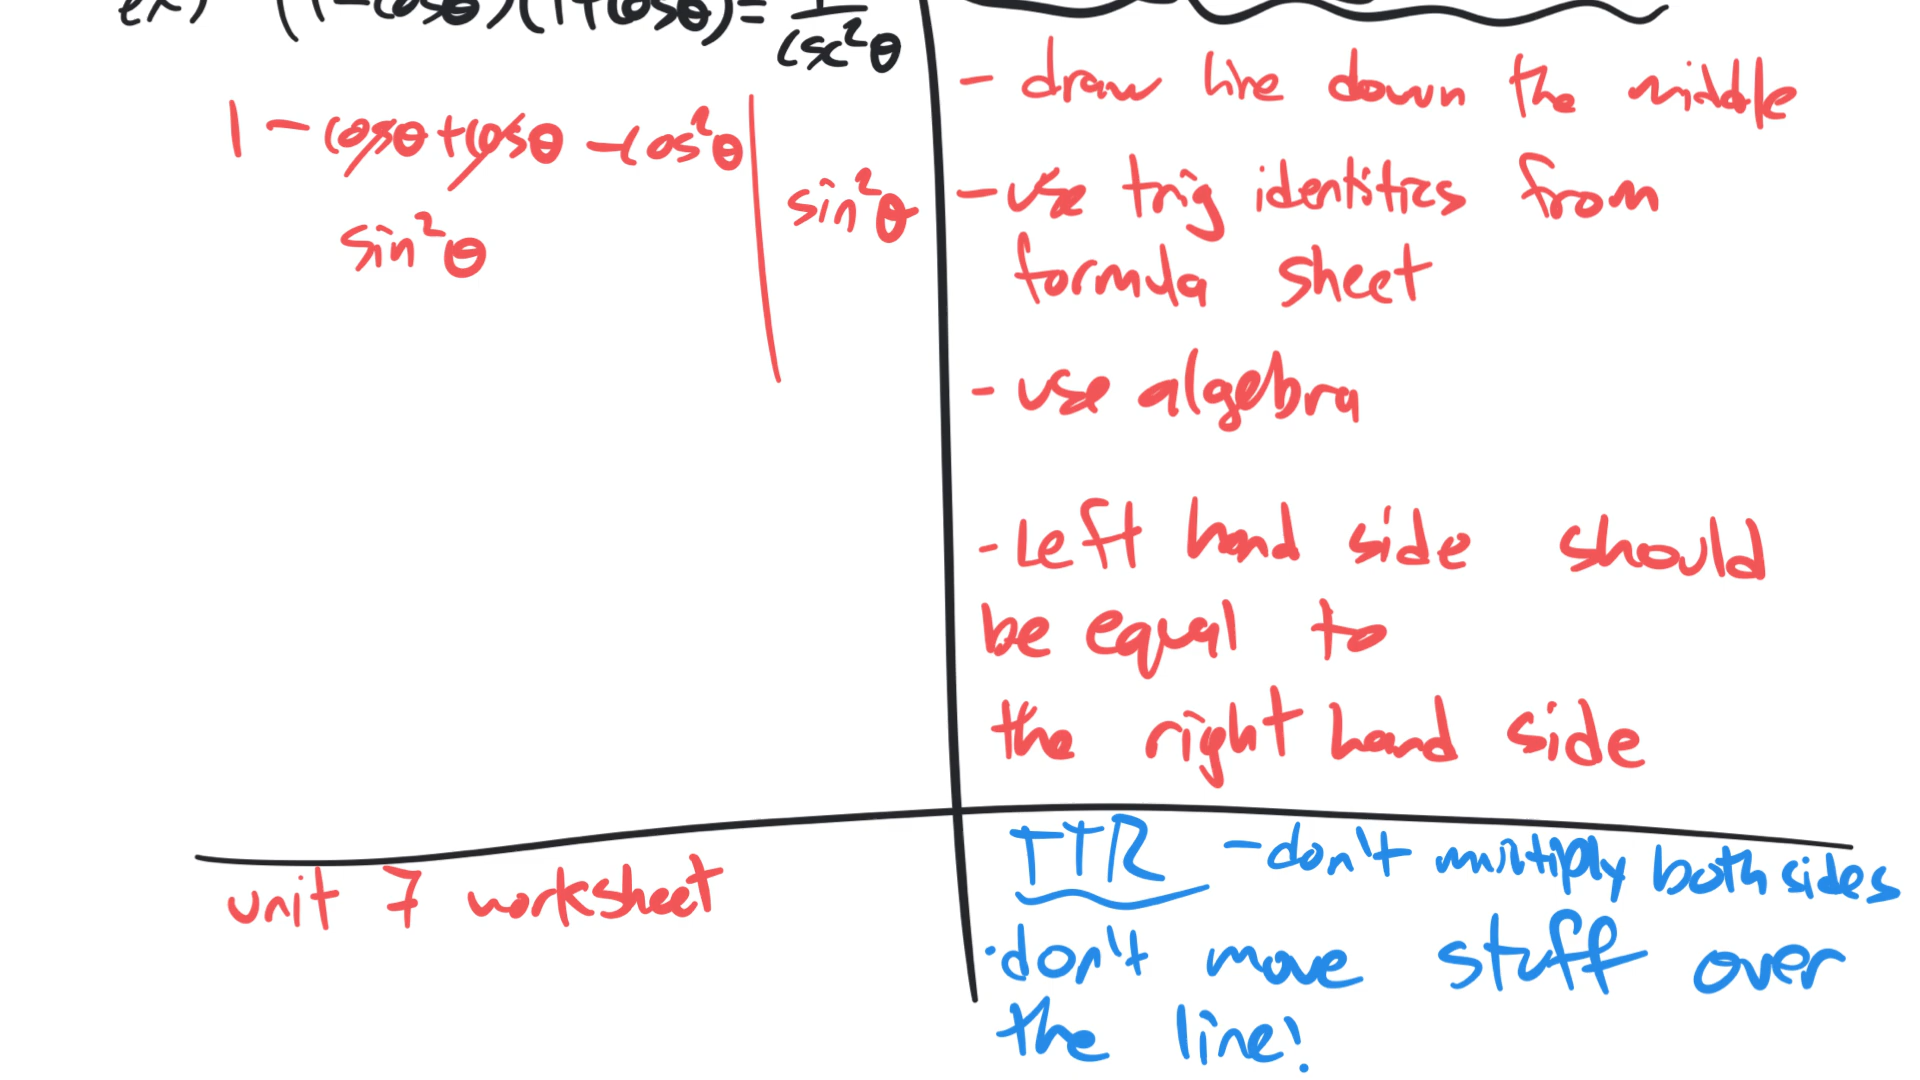 ex) (1-cosθ)(1+cosθ)=1/csc²θ
1-cosθ+cosθ-cos²θ
sin²θ
sin²θ
- draw line down the middle
- use trig identities from
formula sheet
- use algebra
- Left hand side should
be equal to
the right hand side
unit 7 worksheet
TTR - don't multiply both sides
·don't move stuff over
the line!